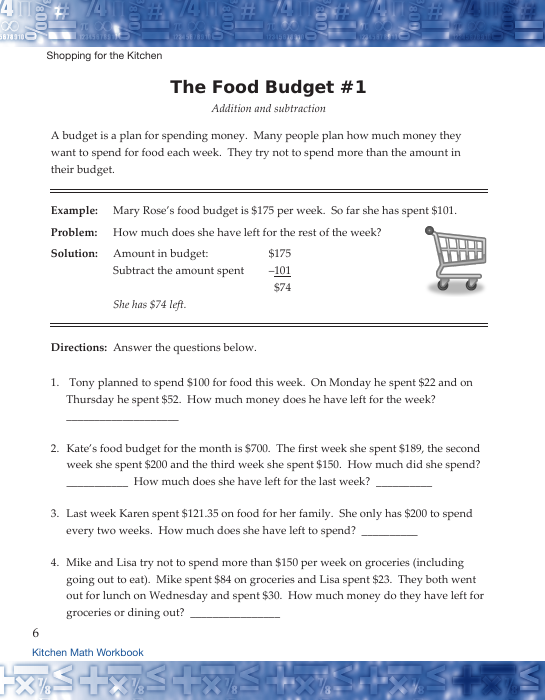 Shopping for the Kitchen
The Food Budget #1
Addition and subtraction
A budget is a plan for spending money.  Many people plan how much money they
want to spend for food each week.  They try not to spend more than the amount in
their budget.
Example:  Mary Rose's food budget is $175 per week.  So far she has spent $101.
Problem:  How much does she have left for the rest of the week?
Solution:  Amount in budget:  $175
Subtract the amount spent  –101
$74
She has $74 left.
Directions:  Answer the questions below.
1.  Tony planned to spend $100 for food this week.  On Monday he spent $22 and on
Thursday he spent $52.  How much money does he have left for the week?
____________________
2.  Kate's food budget for the month is $700.  The first week she spent $189, the second
week she spent $200 and the third week she spent $150.  How much did she spend?
___________  How much does she have left for the last week?  __________
3.  Last week Karen spent $121.35 on food for her family.  She only has $200 to spend
every two weeks.  How much does she have left to spend?  __________
4.  Mike and Lisa try not to spend more than $150 per week on groceries (including
going out to eat).  Mike spent $84 on groceries and Lisa spent $23.  They both went
out for lunch on Wednesday and spent $30.  How much money do they have left for
groceries or dining out?  ________________
6
Kitchen Math Workbook